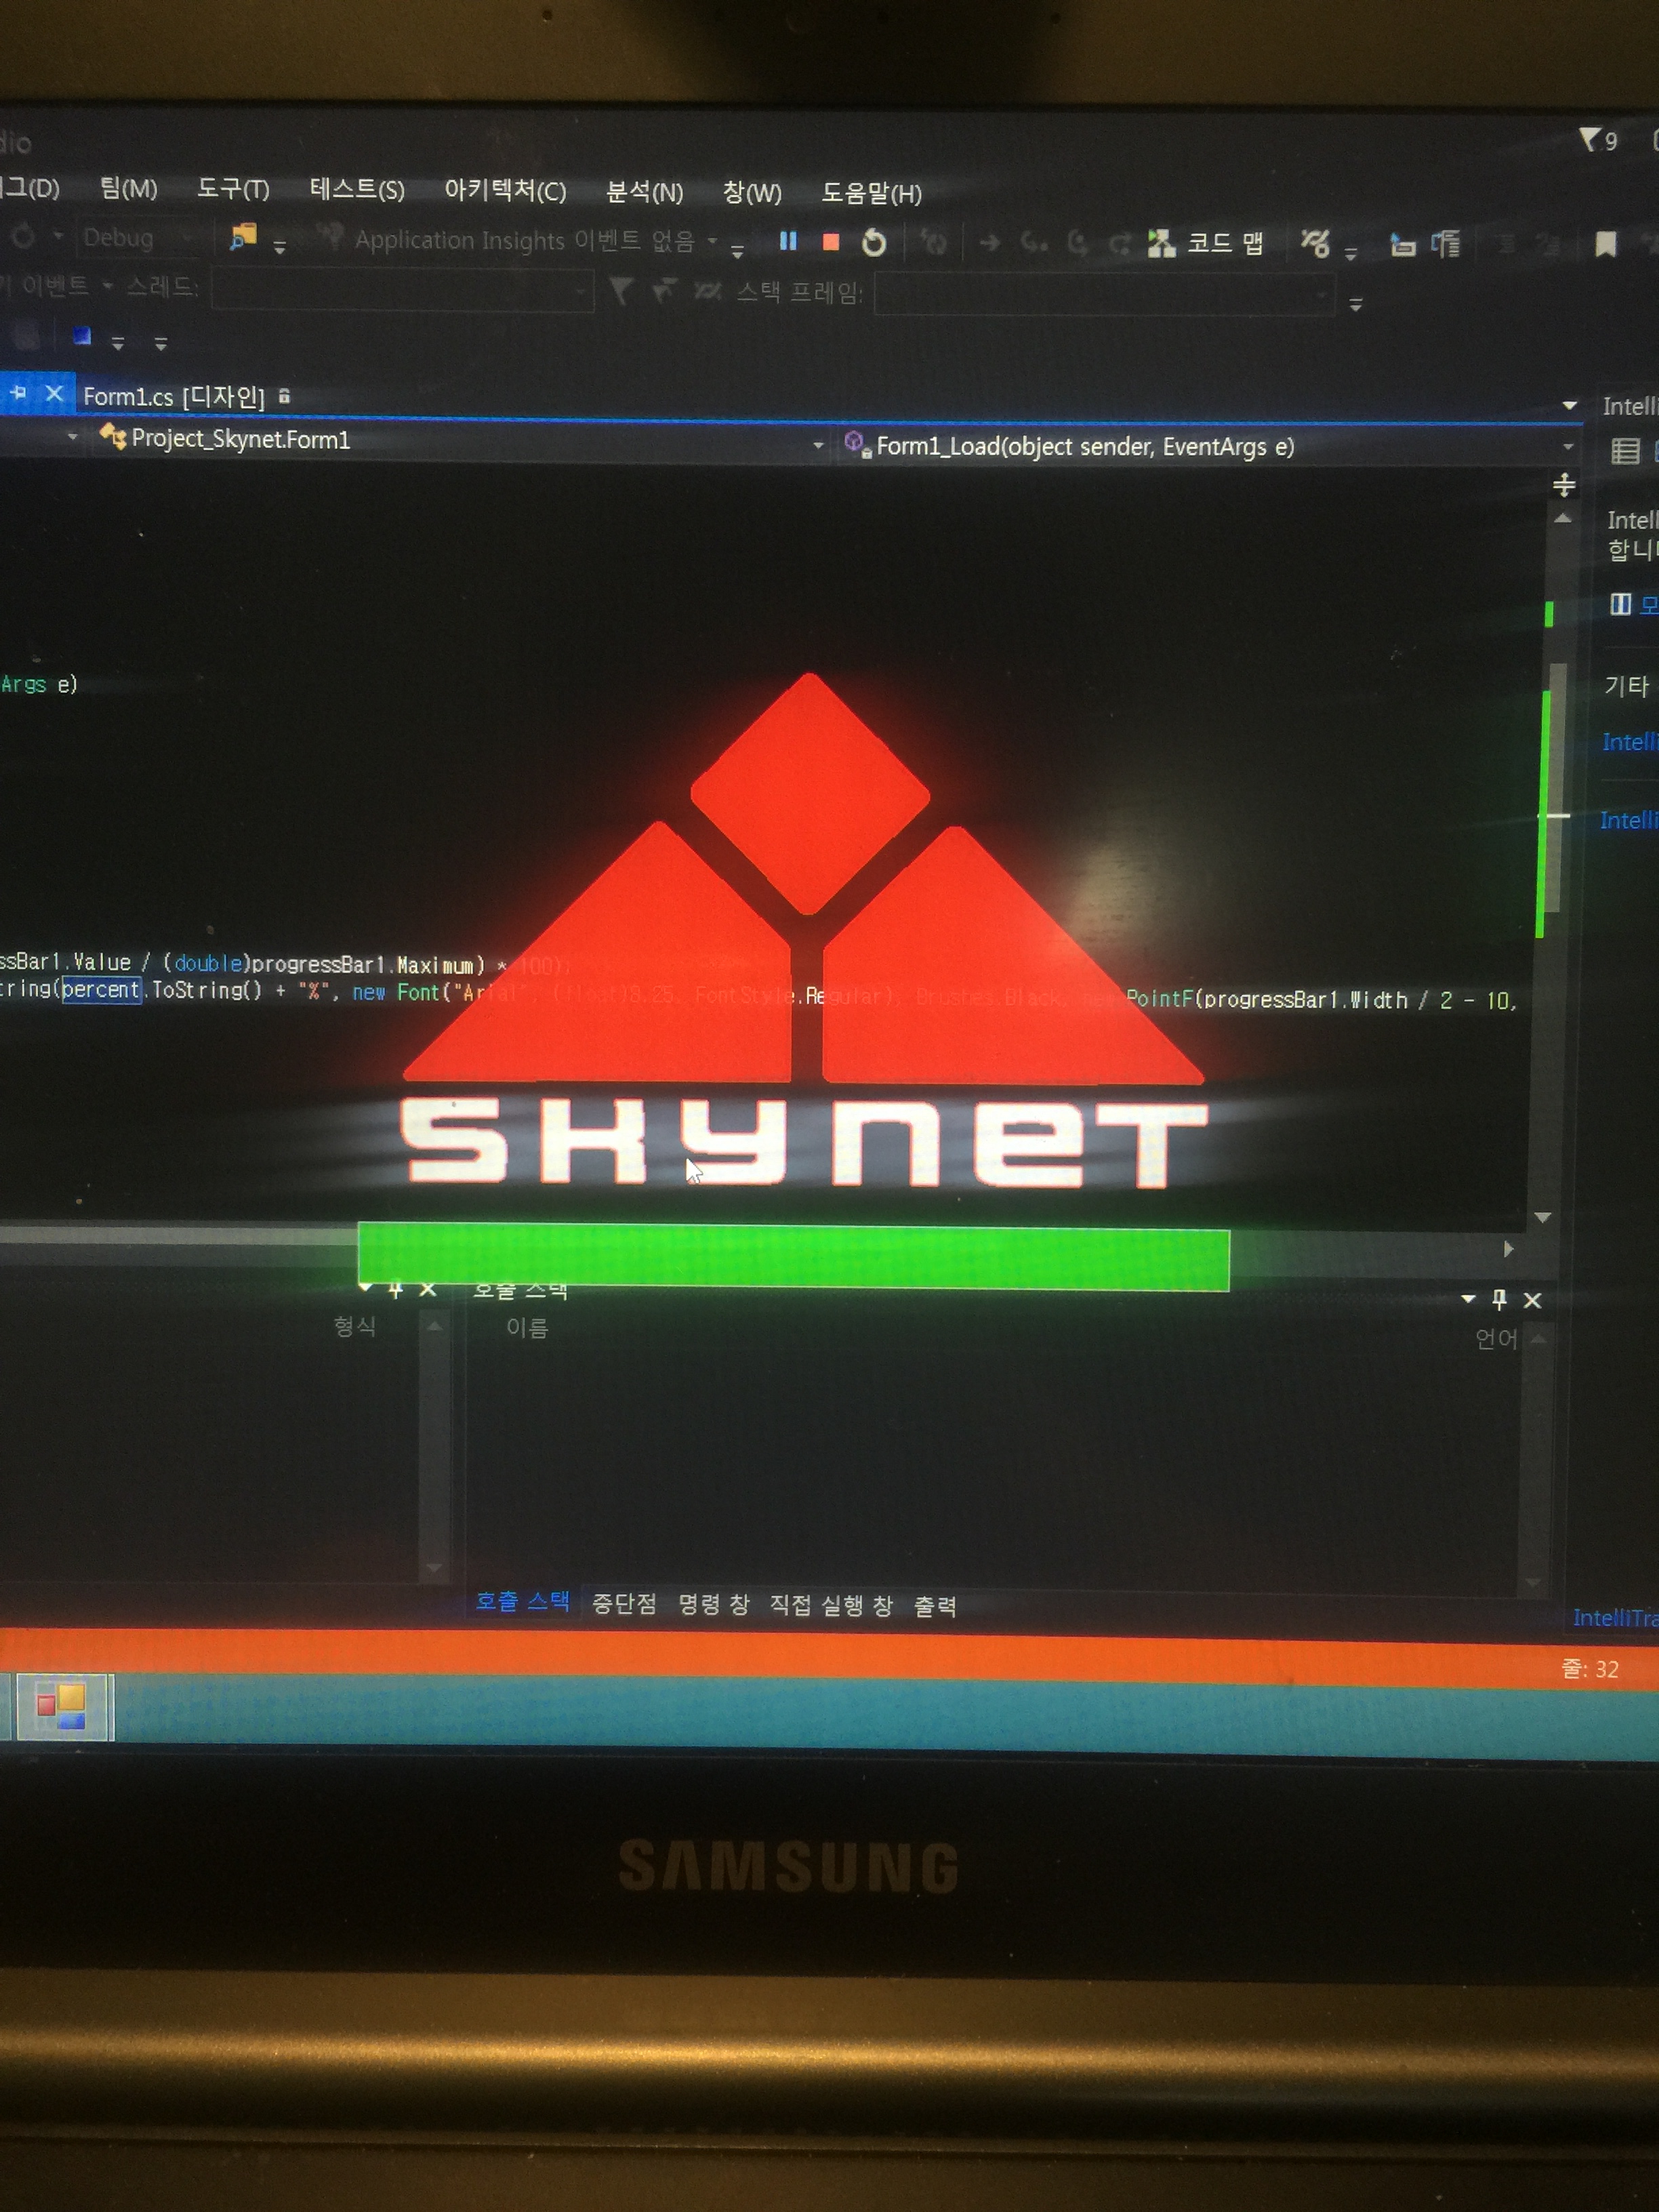 dio
9
그(D) 팀(M) 도구(T) 테스트(S) 아키텍처(C) 분석(N) 창(W) 도움말(H)
Debug Application Insights 이벤트 없음 코드 맵
이벤트 스레드: 스택 프레임:
Form1.cs [디자인]
Intelli
Project_Skynet.Form1 Form1_Load(object sender, EventArgs e)
Intell
합니
모
Args e)
기타
Intelli
Intelli
ssBar1.Value / (double)progressBar1.Maximum) * 100);
tring(percent.ToString() + "%", new Font("Arial 8.25, FontStyle.Regular), Brushes.Black, PointF(progressBar1.Width / 2 - 10,
SKYNET
호출 스택
형식 이름 언어
호출 스택 중단점 명령 창 직접 실행 창 출력
IntelliTra
줄: 32
SAMSUNG